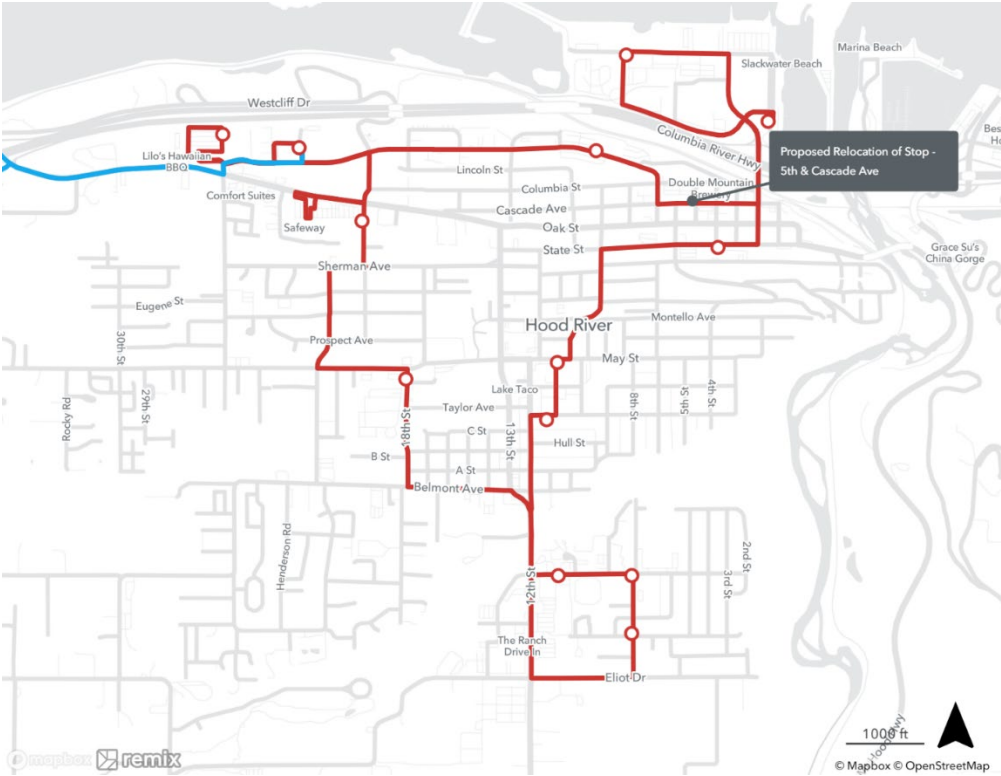 Marina Beach
Slackwater Beach
Westcliff Dr
Columbia River Hwy
Lilo's Hawaiian
BBQ
Lincoln St
Proposed Relocation of Stop -
5th & Cascade Ave
Double Mountain
Brewery
Columbia St
Comfort Suites
Cascade Ave
Safeway
Oak St
State St
Grace Su's
China Gorge
Sherman Ave
Eugene St
Montello Ave
Hood River
Prospect Ave
30th St
May St
29th St
Rocky Rd
Lake Taco
8th St
5th St
4th St
Taylor Ave
18th St
C St
13th St
Hull St
B St
A St
Belmont Ave
Henderson Rd
2nd St
3rd St
12th St
The Ranch
Drive In
Eliot Dr
1000 ft
mapbox
remix
© Mapbox © OpenStreetMap